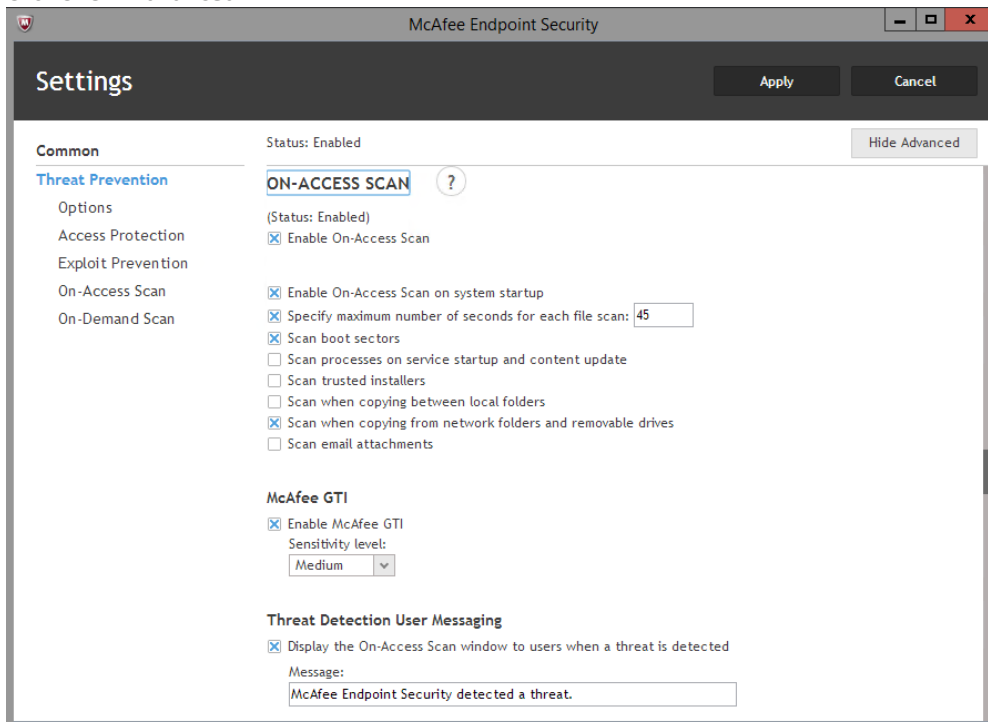 McAfee Endpoint Security
Settings
Apply
Cancel
Common
Threat Prevention
Options
Access Protection
Exploit Prevention
On-Access Scan
On-Demand Scan
Status: Enabled
Hide Advanced
ON-ACCESS SCAN ?
(Status: Enabled)
Enable On-Access Scan
Enable On-Access Scan on system startup
Specify maximum number of seconds for each file scan: 45
Scan boot sectors
Scan processes on service startup and content update
Scan trusted installers
Scan when copying between local folders
Scan when copying from network folders and removable drives
Scan email attachments
McAfee GTI
Enable McAfee GTI
Sensitivity level:
Medium
Threat Detection User Messaging
Display the On-Access Scan window to users when a threat is detected
Message:
McAfee Endpoint Security detected a threat.